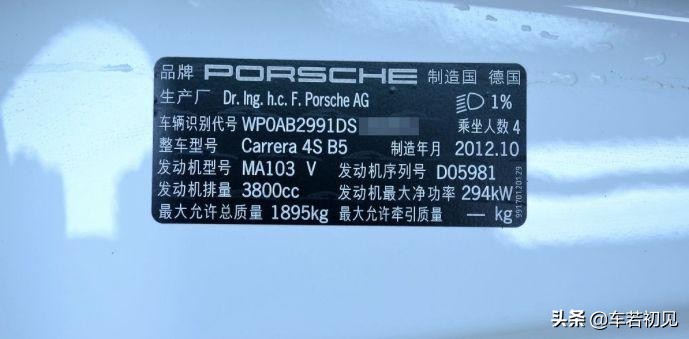 品牌 PORSCHE 制造国 德国
生产厂 Dr. Ing. h.c. F. Porsche AG 1%
车辆识别代号 WP0AB2991DS 乘坐人数 4
整车型号 Carrera 4S B5 制造年月 2012.10
发动机型号 MA103 V 发动机序列号 D05981
发动机排量 3800cc 发动机最大净功率 294kW
最大允许总质量 1895kg 最大允许牵引质量 — kg
99170120129
头条 @车若初见